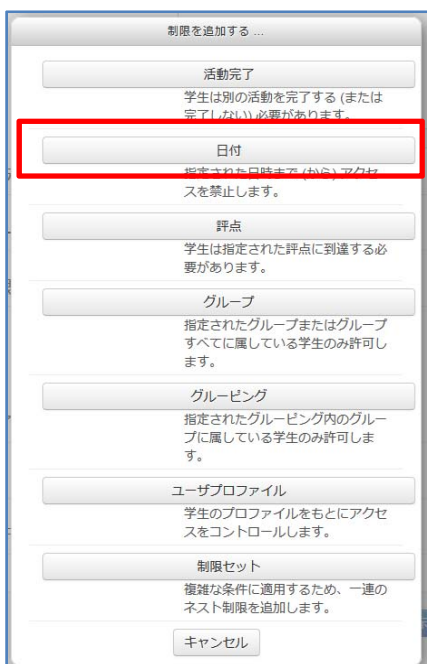 制限を追加する ...
活動完了
学生は別の活動を完了する (または
完了しない) 必要があります。
日付
指定された日時まで (から) アクセ
スを禁止します。
評点
学生は指定された評点に到達する必
要があります。
グループ
指定されたグループまたはグループ
すべてに属している学生のみ許可し
ます。
グルーピング
指定されたグルーピング内のグルー
プに属している学生のみ許可しま
す。
ユーザプロファイル
学生のプロファイルをもとにアクセ
スをコントロールします。
制限セット
複雑な条件に適用するため、一連の
ネスト制限を追加します。
キャンセル